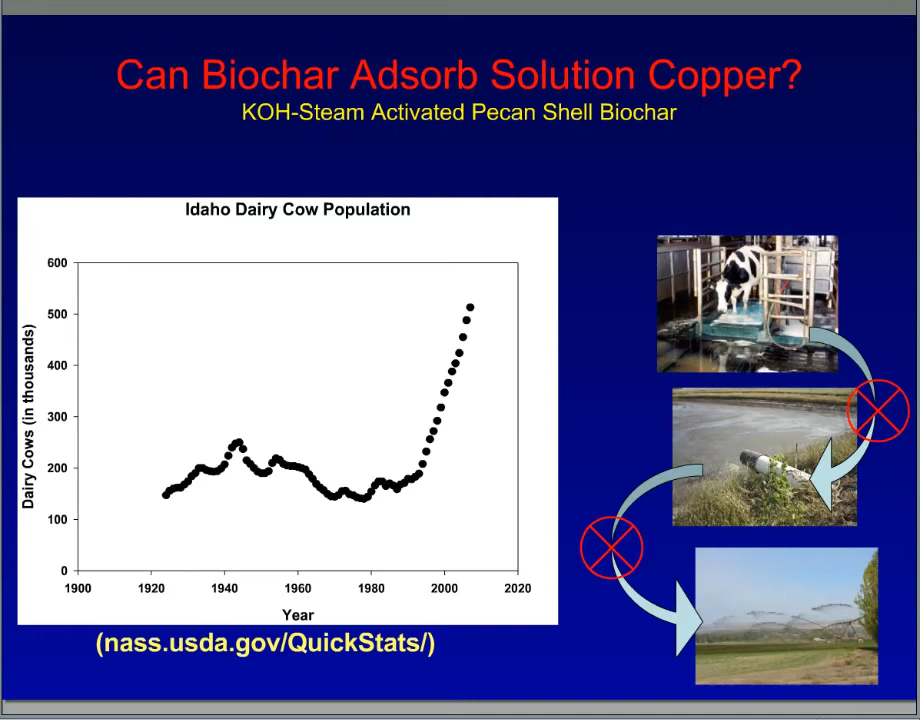 Can Biochar Adsorb Solution Copper?
KOH-Steam Activated Pecan Shell Biochar
Idaho Dairy Cow Population
Dairy Cows (in thousands)
600
500
400
300
200
100
0
1900 1920 1940 1960 1980 2000 2020
Year
(nass.usda.gov/QuickStats/)